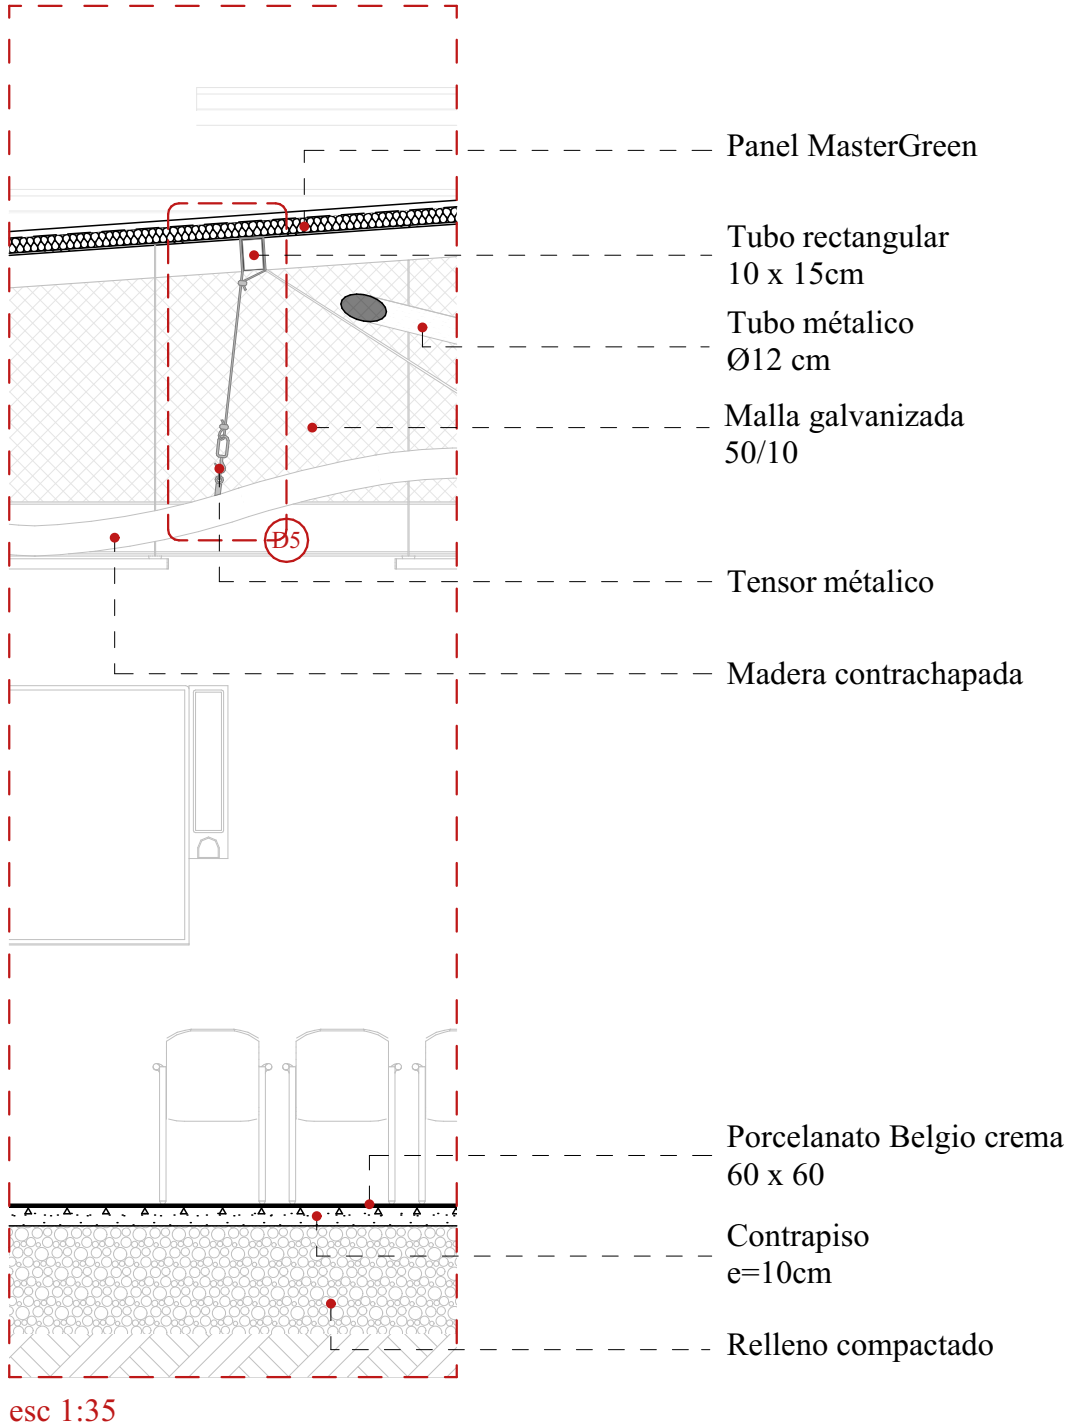 Panel MasterGreen
Tubo rectangular
10 x 15cm
Tubo métalico
Ø12 cm
Malla galvanizada
50/10
D5
Tensor métalico
Madera contrachapada
Porcelanato Belgio crema
60 x 60
Contrapiso
e=10cm
Relleno compactado
esc 1:35